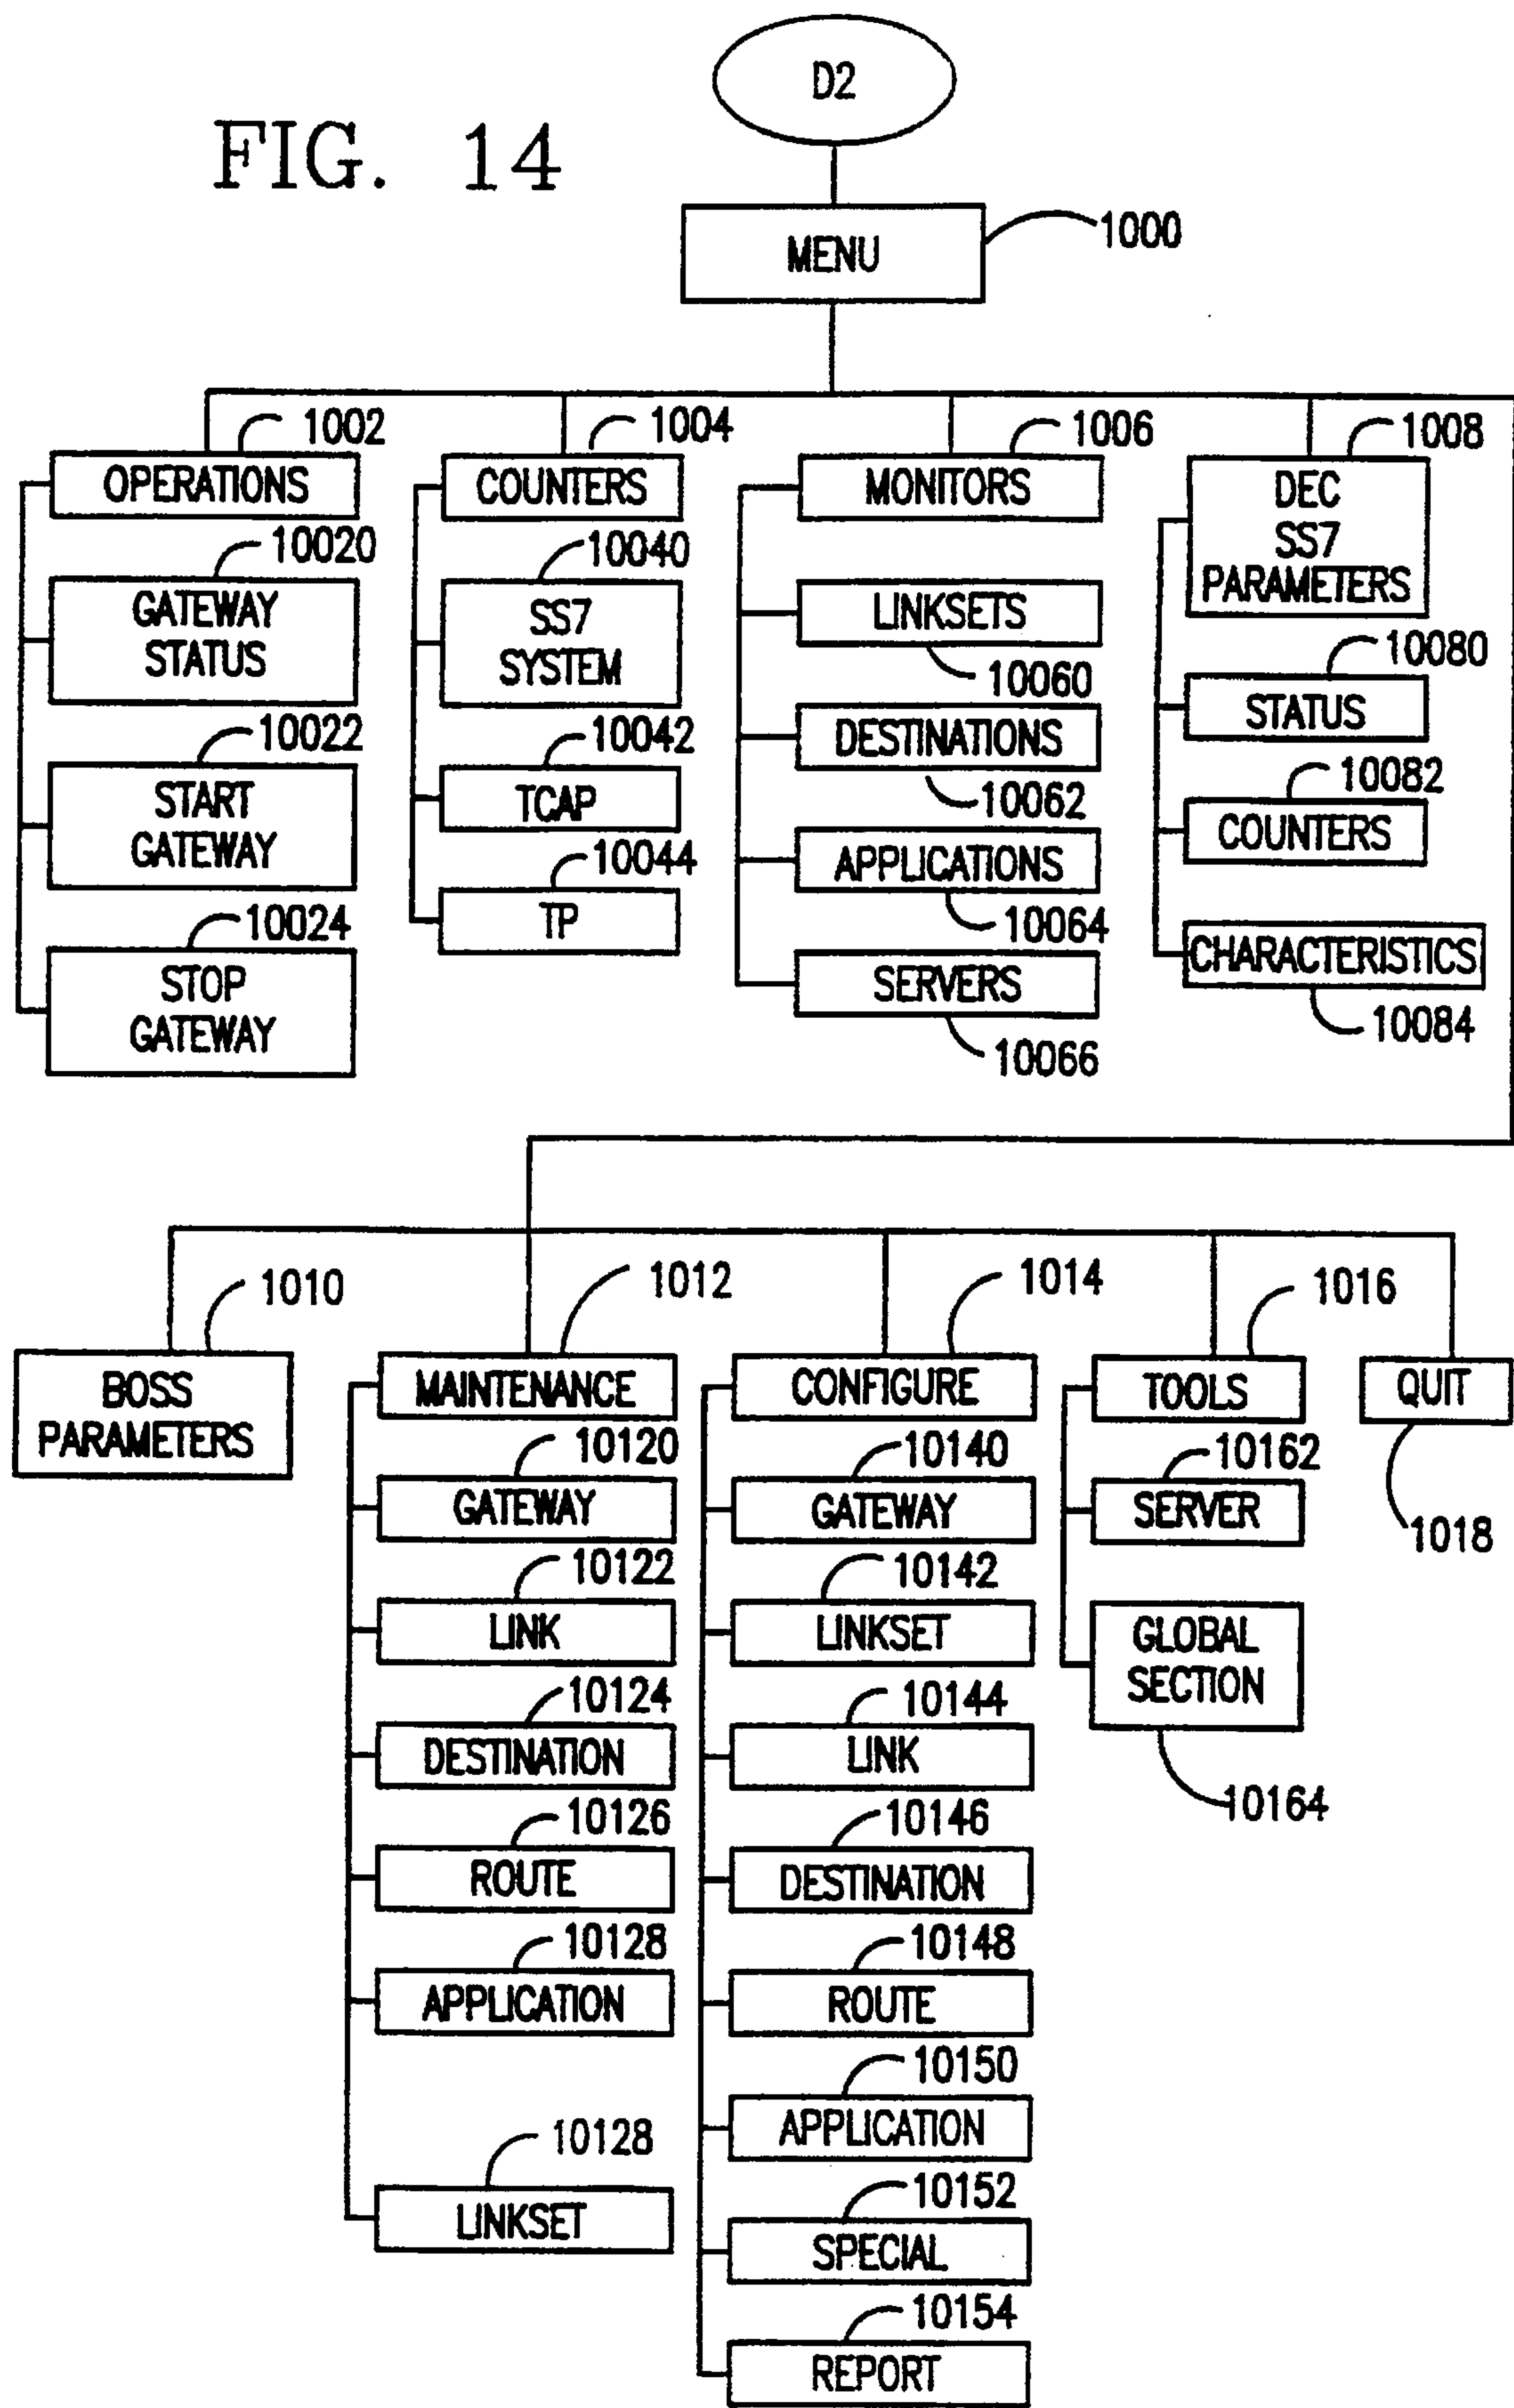 D2
FIG. 14
MENU
1000
1002
OPERATIONS
10020
GATEWAY
STATUS
10022
START
GATEWAY
10024
STOP
GATEWAY
1004
COUNTERS
10040
SS7
SYSTEM
10042
TCAP
10044
TP
1006
MONITORS
LINKSETS
10060
DESTINATIONS
10062
APPLICATIONS
10064
SERVERS
10066
1008
DEC
SS7
PARAMETERS
10080
STATUS
10082
COUNTERS
CHARACTERISTICS
10084
1010
BOSS
PARAMETERS
1012
MAINTENANCE
10120
GATEWAY
10122
LINK
10124
DESTINATION
10126
ROUTE
10128
APPLICATION
10128
LINKSET
1014
CONFIGURE
10140
GATEWAY
10142
LINKSET
10144
LINK
10146
DESTINATION
10148
ROUTE
10150
APPLICATION
10152
SPECIAL
10154
REPORT
1016
TOOLS
10162
SERVER
GLOBAL
SECTION
10164
QUIT
1018